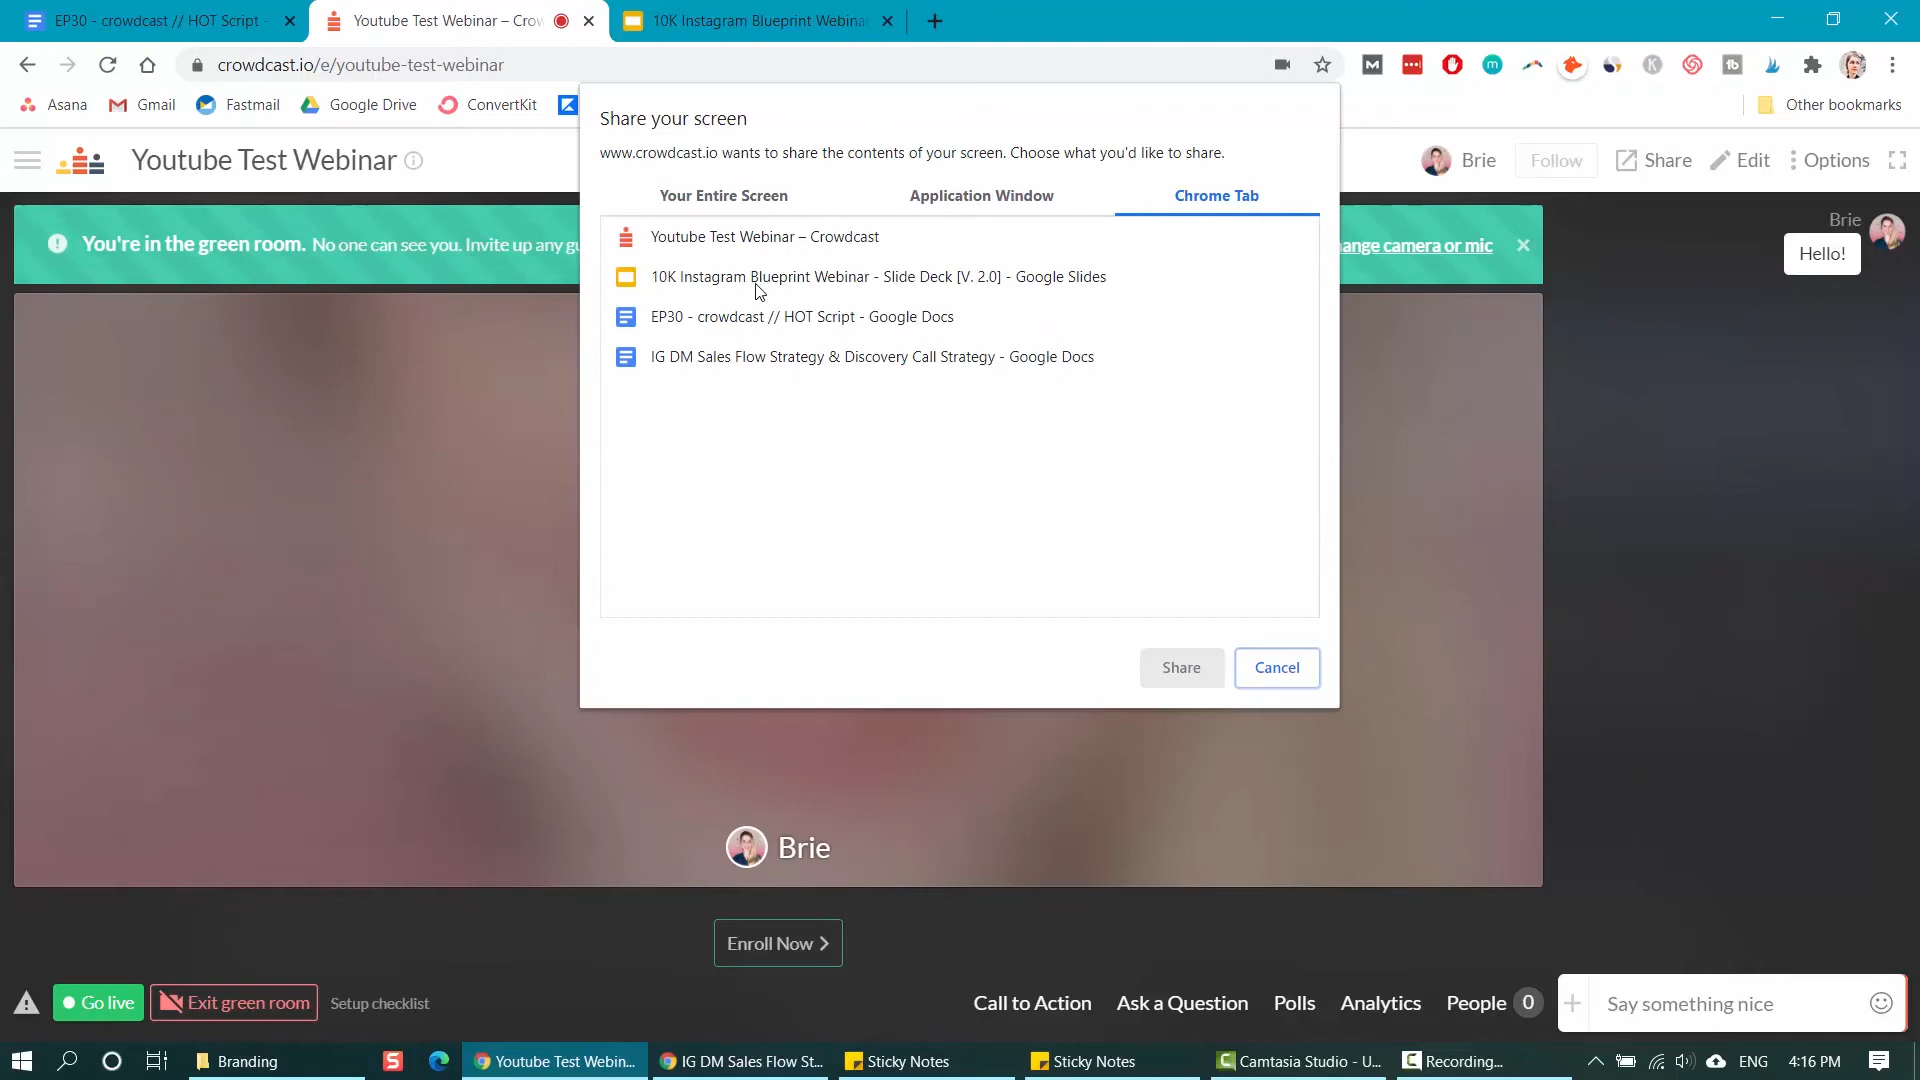 EP30 - crowdcast // HOT Script -
Youtube Test Webinar – Crow
10K Instagram Blueprint Webina
crowdcast.io/e/youtube-test-webinar
Asana
Gmail
Fastmail
Google Drive
ConvertKit
Other bookmarks
Youtube Test Webinar
Brie
Follow
Share
Edit
Options
Share your screen
www.crowdcast.io wants to share the contents of your screen. Choose what you'd like to share.
Your Entire Screen
Application Window
Chrome Tab
Youtube Test Webinar – Crowdcast
10K Instagram Blueprint Webinar - Slide Deck [V. 2.0] - Google Slides
EP30 - crowdcast // HOT Script - Google Docs
IG DM Sales Flow Strategy & Discovery Call Strategy - Google Docs
Share
Cancel
You're in the green room. No one can see you. Invite up any gu
ange camera or mic
Brie
Hello!
Brie
Enroll Now
Go live
Exit green room
Setup checklist
Call to Action
Ask a Question
Polls
Analytics
People 0
Say something nice
Branding
Youtube Test Webin...
IG DM Sales Flow St...
Sticky Notes
Sticky Notes
Camtasia Studio - U...
Recording...
ENG
4:16 PM